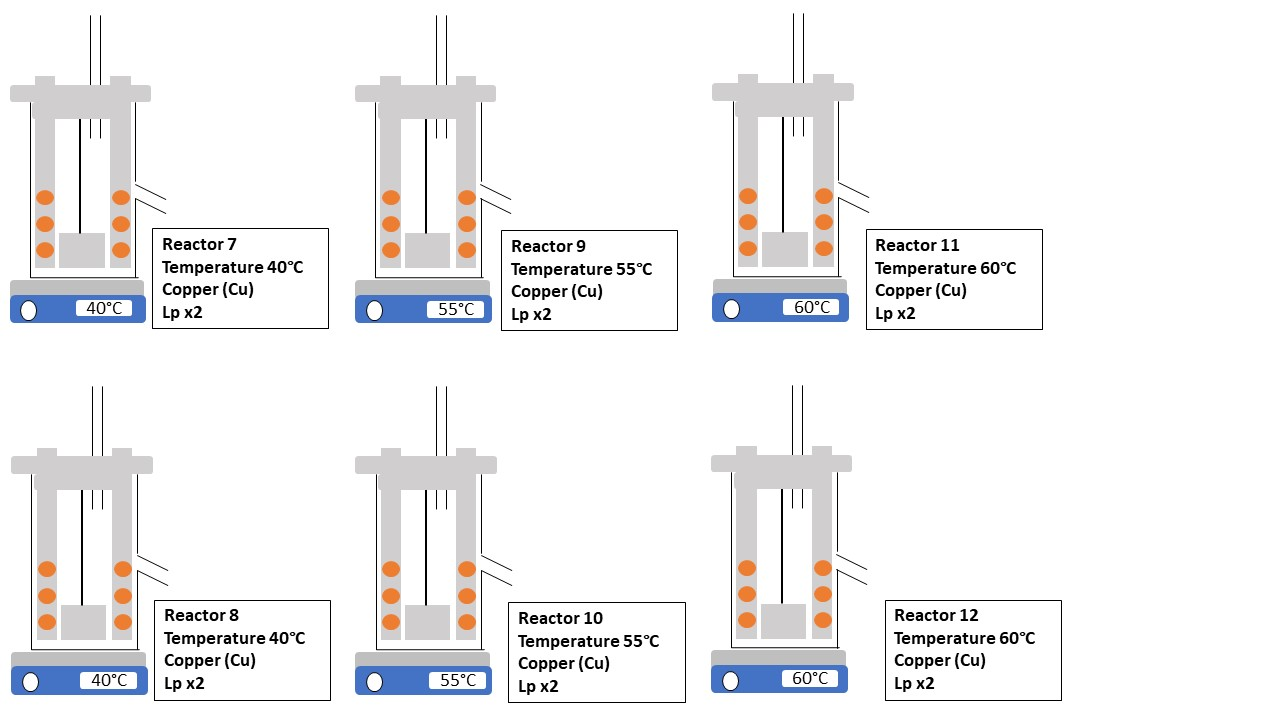 Reactor 7
Temperature 40°C
Copper (Cu)
Lp x2
40°C
Reactor 9
Temperature 55°C
Copper (Cu)
Lp x2
55°C
Reactor 11
Temperature 60°C
Copper (Cu)
Lp x2
60°C
Reactor 8
Temperature 40°C
Copper (Cu)
Lp x2
40°C
Reactor 10
Temperature 55°C
Copper (Cu)
Lp x2
55°C
Reactor 12
Temperature 60°C
Copper (Cu)
Lp x2
60°C